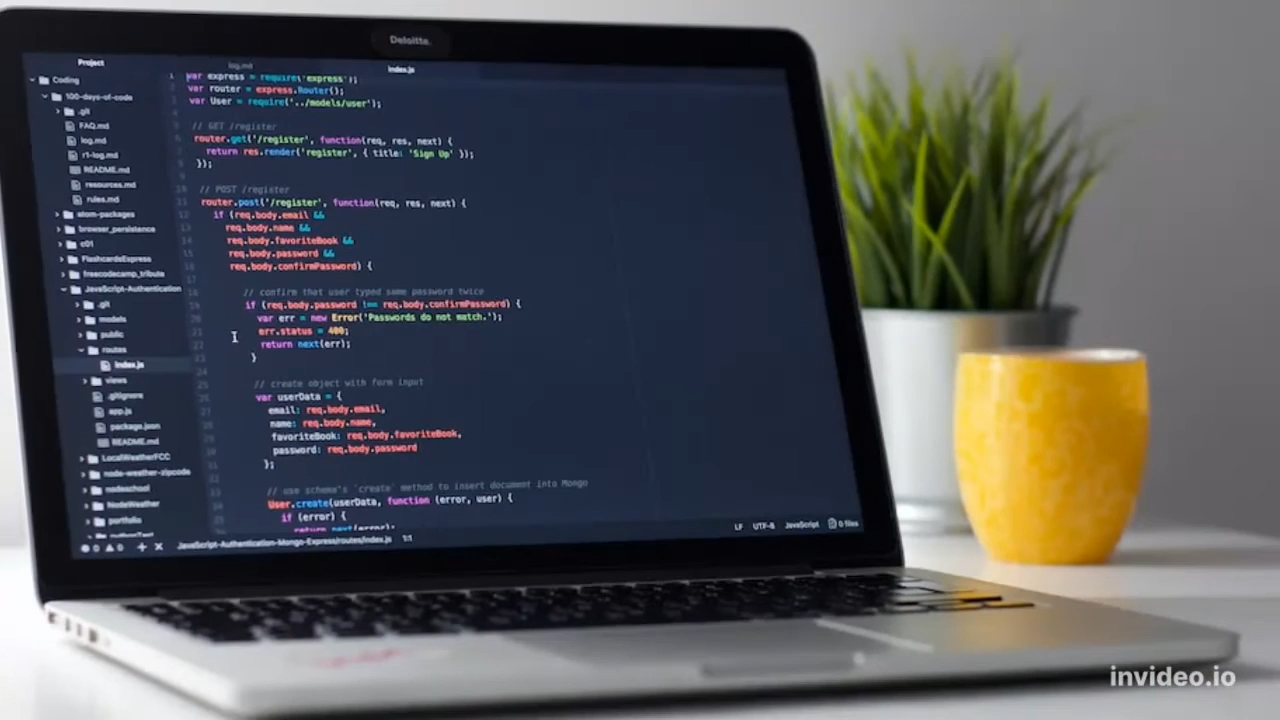 Deloitte.
Project
log.md
index.js
Coding
100-days-of-code
.git
FAQ.md
log.md
r1-log.md
README.md
resources.md
rules.md
atom-packages
browser_persistence
c01
FlashcardsExpress
freecodecamp_tribute
JavaScript-Authentication
.git
models
public
routes
index.js
views
.gitignore
app.js
package.json
README.md
LocalWeatherFCC
node-weather-zipcode
nodeschool
NodeWeather
portfolio
var express = require('express');
var router = express.Router();
var User = require('../models/user');
// GET /register
router.get('/register', function(req, res, next) {
return res.render('register', { title: 'Sign Up' });
});
// POST /register
router.post('/register', function(req, res, next) {
if (req.body.email &&
req.body.name &&
req.body.favoriteBook &&
req.body.password &&
req.body.confirmPassword) {
// confirm that user typed same password twice
if (req.body.password !== req.body.confirmPassword) {
var err = new Error('Passwords do not match.');
err.status = 400;
return next(err);
}
// create object with form input
var userData = {
email: req.body.email,
name: req.body.name,
favoriteBook: req.body.favoriteBook,
password: req.body.password
};
// use schema's `create` method to insert document into Mongo
User.create(userData, function (error, user) {
if (error) {
return next(error);
0 0 JavaScript-Authentication-Mongo-Express/routes/index.js 1:1 LF UTF-8 JavaScript 0 files
invideo.io